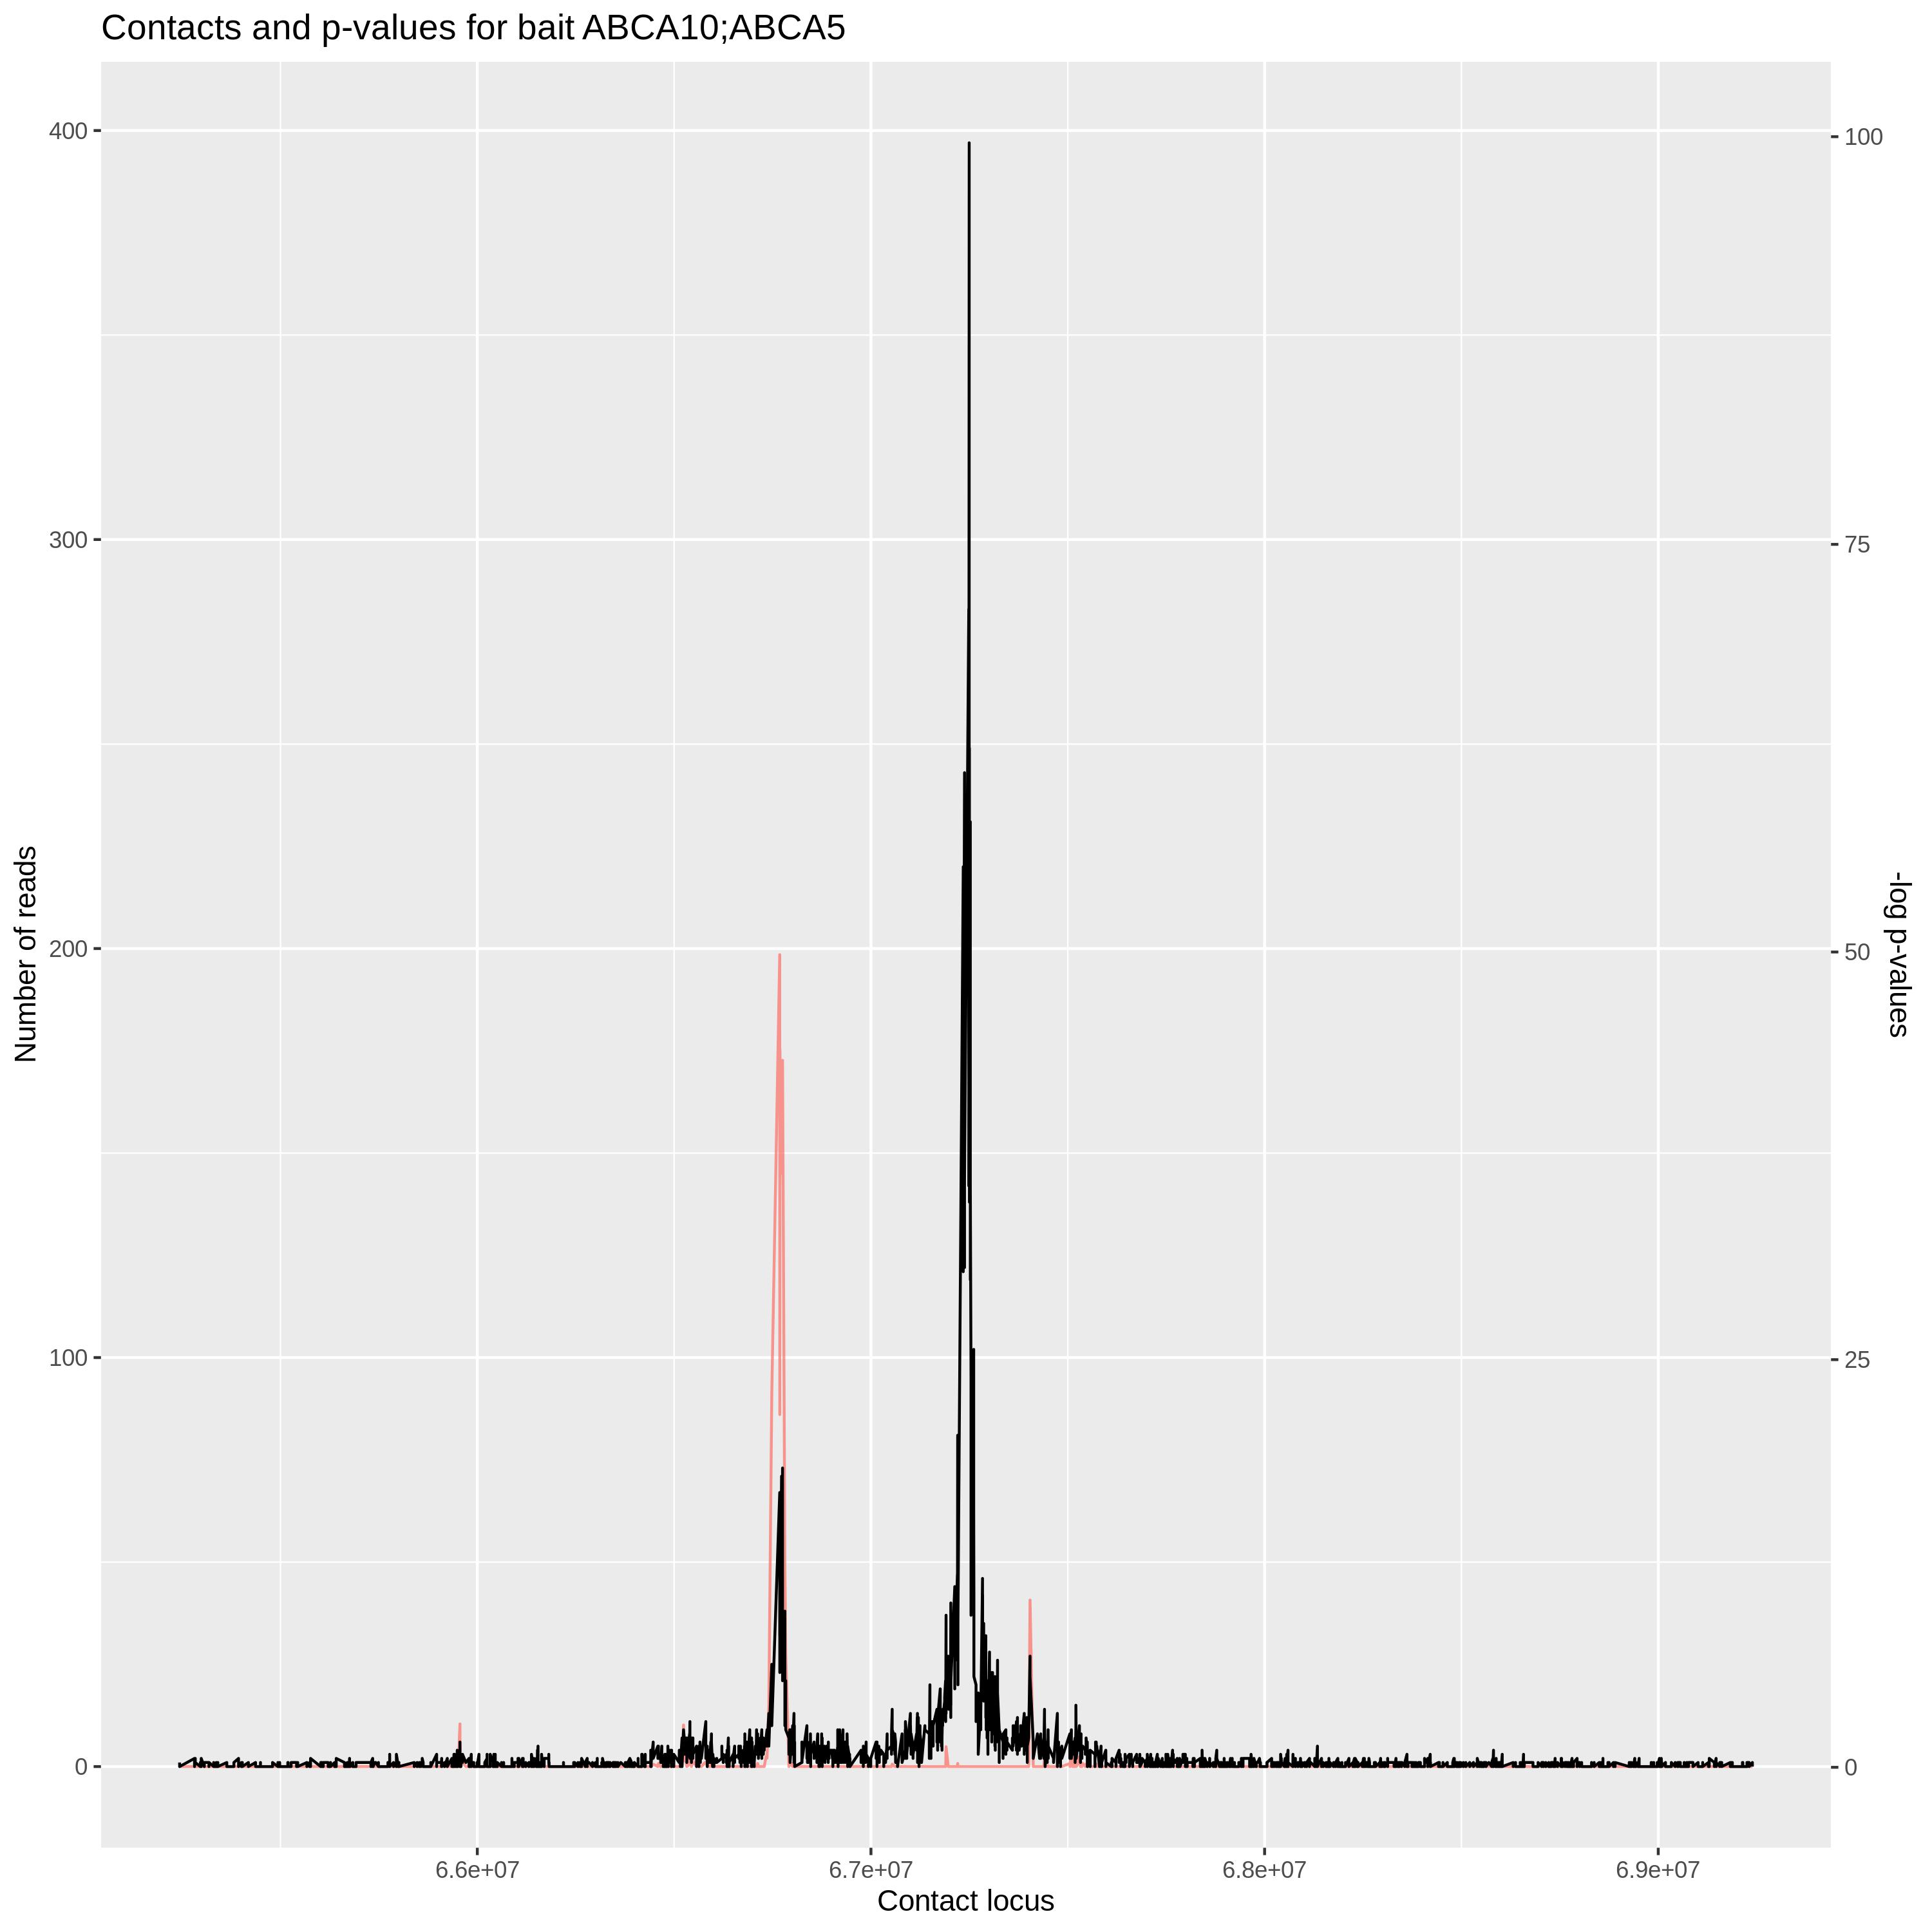 Contacts and p-values for bait ABCA10;ABCA5
400
300
200
100
0
100
75
50
25
0
Number of reads
-log p-values
6.6e+07
6.7e+07
6.8e+07
6.9e+07
Contact locus